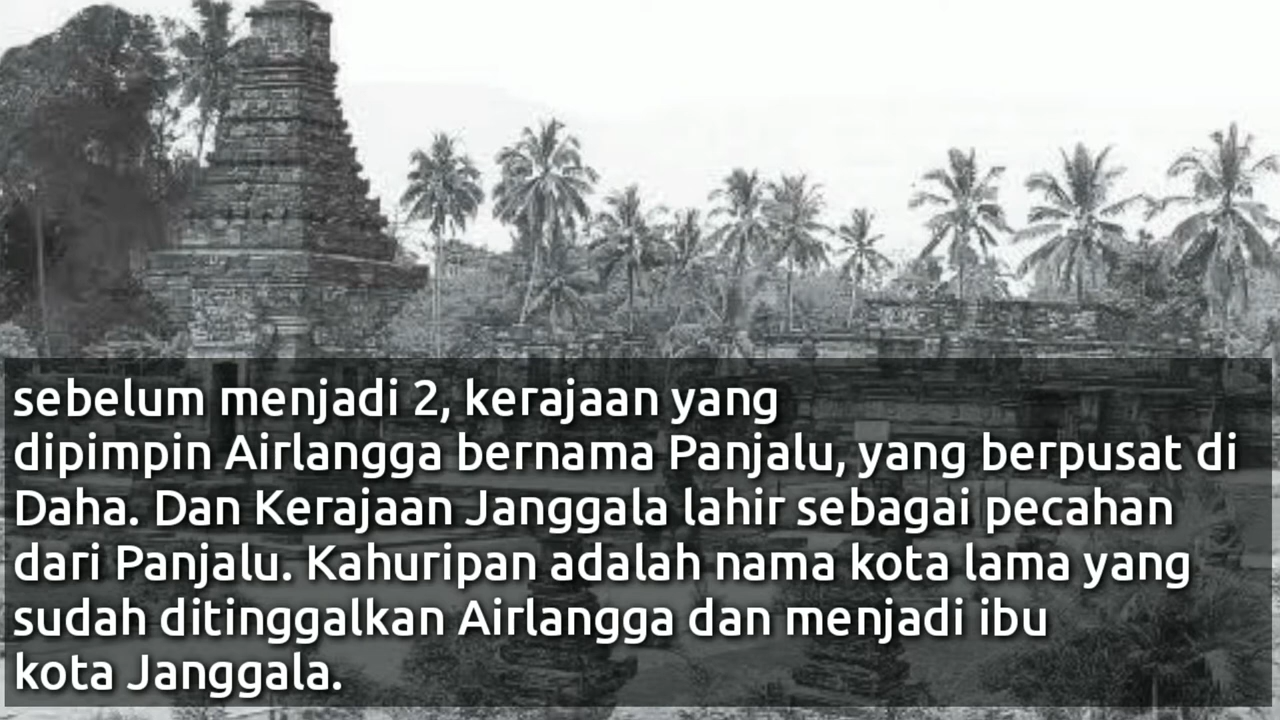 sebelum menjadi 2, kerajaan yang
dipimpin Airlangga bernama Panjalu, yang berpusat di
Daha. Dan Kerajaan Janggala lahir sebagai pecahan
dari Panjalu. Kahuripan adalah nama kota lama yang
sudah ditinggalkan Airlangga dan menjadi ibu
kota Janggala.